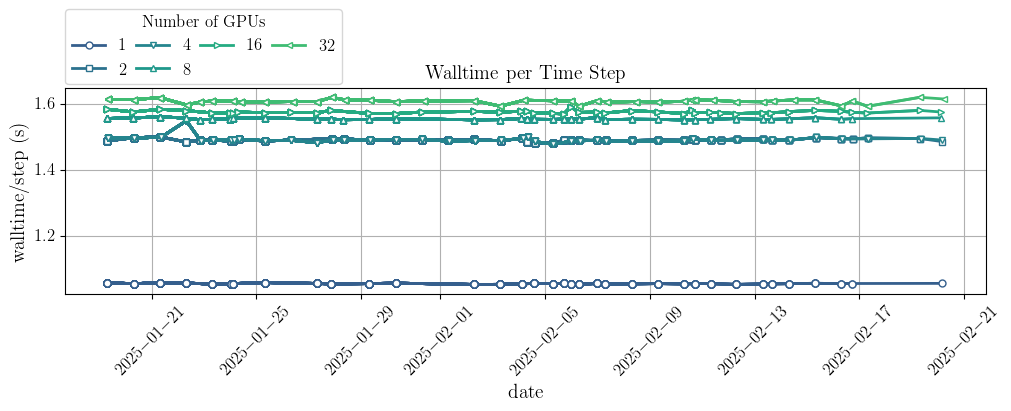 Number of GPUs
1 4 16 32
2 8
Walltime per Time Step
1.6
1.4
1.2
walltime/step (s)
2025−01−21
2025−01−25
2025−01−29
2025−02−01
2025−02−05
2025−02−09
2025−02−13
2025−02−17
2025−02−21
date